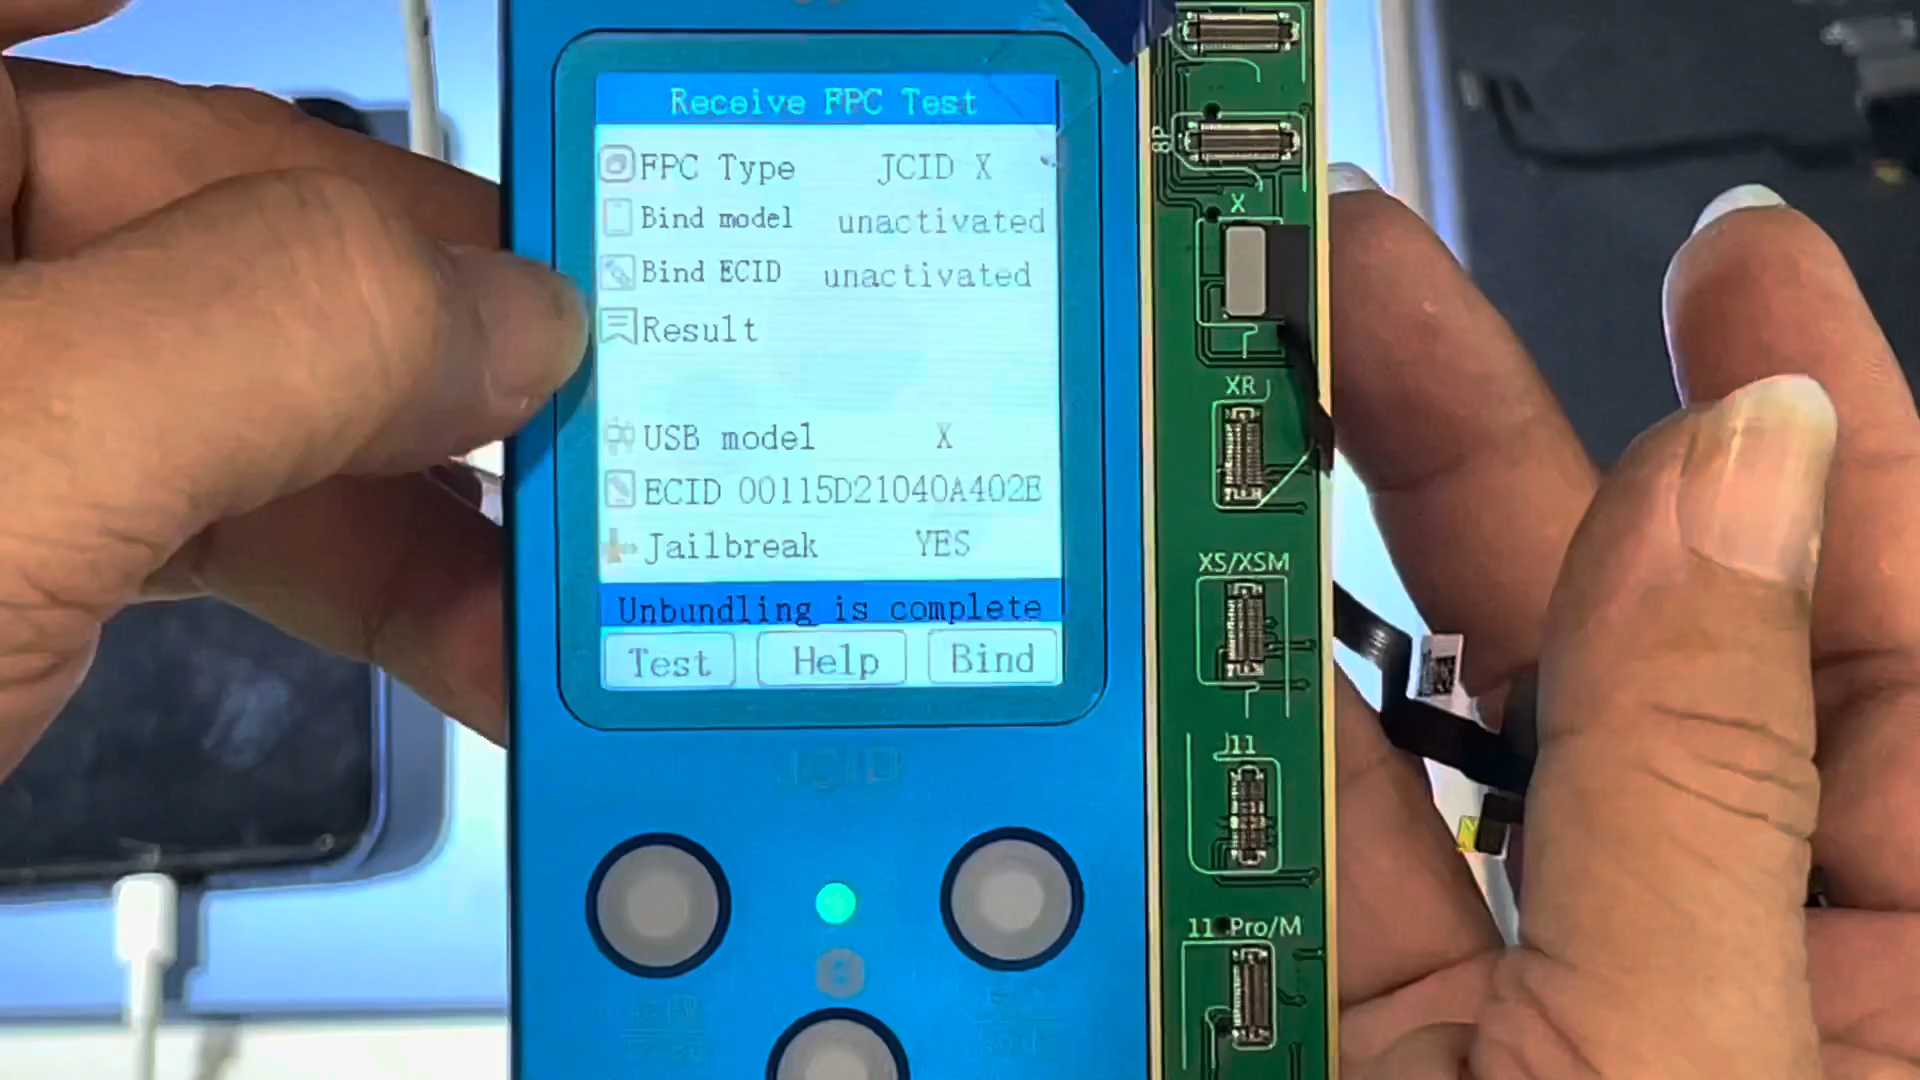 Receive FPC Test
FPC Type JCID X
Bind model unactivated
Bind ECID unactivated
Result
USB model X
ECID 00115D21040A402E
Jailbreak YES
Unbundling is complete
Test Help Bind
JCID
8P
X
XR
XS/XSM
11
11 Pro/M